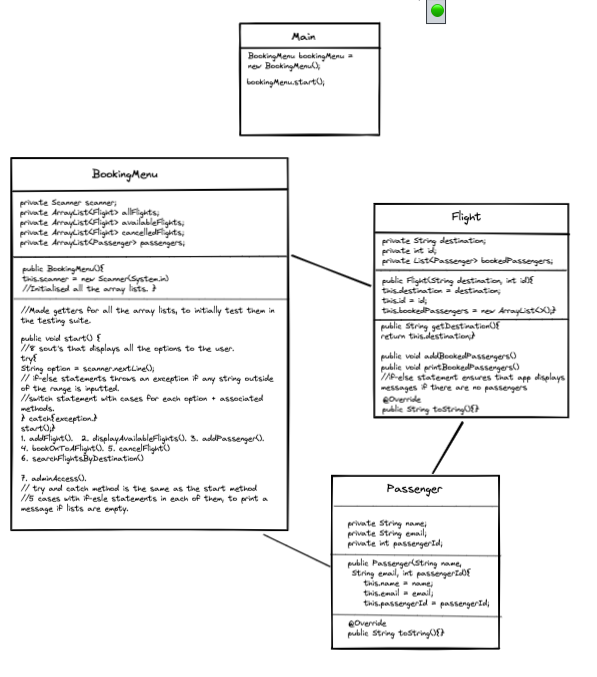 Main
BookingMenu bookingMenu =
new BookingMenu();
bookingMenu.start();
BookingMenu
private Scanner scanner;
private ArrayList<Flight> allFlights;
private ArrayList<Flight> availableFlights;
private ArrayList<Flight> cancelledFlights;
private ArrayList<Passenger> passengers;
public BookingMenu(){
this.scanner = new Scanner(System.in)
//Initialised all the array lists. }
//Made getters for all the array lists, to initially test them in
the testing suite.
public void start() {
//8 sout's that displays all the options to the user.
try{
String option = scanner.nextLine();
// if-else statements throws an exception if any string outside
of the range is inputted.
//switch statement with cases for each option + associated
methods.
} catch{exception.}
start();}
1. addFlight(). 2. displayAvailableFlights(). 3. addPassenger().
4. bookOnToAFlight(). 5. cancelFlight()
6. searchFlightsByDestination()
7. adminAccess().
// try and catch method is the same as the start method
//5 cases with if-esle statements in each of them, to print a
message if lists are empty.
Flight
private String destination;
private int id;
private List<Passenger> bookedPassengers;
public Flight(String destination, int id){
this.destination = destination;
this.id = id;
this.bookedPassengers = new ArrayList<>();}
public String getDestination(){
return this.destination;}
public void addBookedPassengers()
public void printBookedPassengers()
//if-else statement ensures that app displays
messages if there are no passengers
@Override
public String toString(){}
Passenger
private String name;
private String email;
private int passengerId;
public Passenger(String name,
String email, int passengerId){
this.name = name;
this.email = email;
this.passengerId = passengerId;
@Override
public String toString(){}